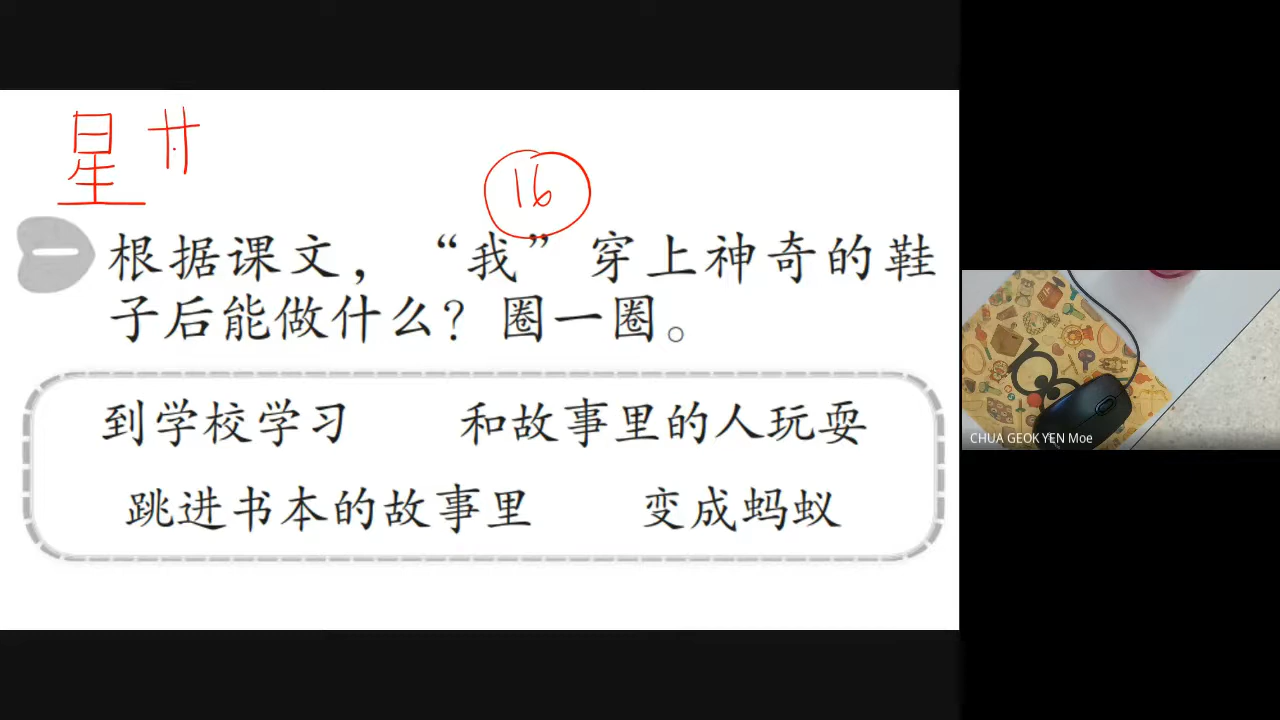 星
16
一 根据课文，“我”穿上神奇的鞋
子后能做什么？圈一圈。
到学校学习 和故事里的人玩耍
跳进书本的故事里 变成蚂蚁
CHUA GEOK YEN Moe
100